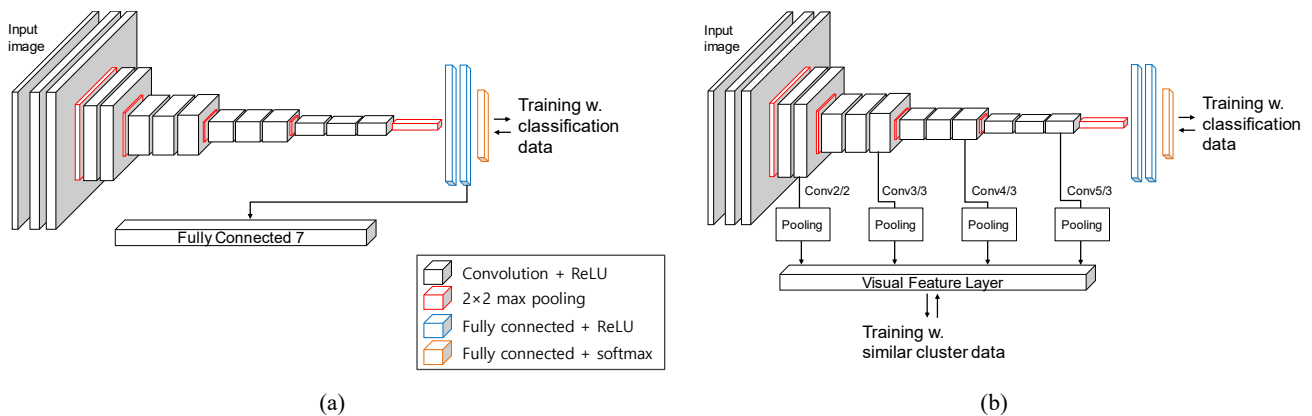 Input
image
Training w.
classification
data
Fully Connected 7
Convolution + ReLU
2×2 max pooling
Fully connected + ReLU
Fully connected + softmax
(a)
Input
image
Training w.
classification
data
Conv2/2
Conv3/3
Conv4/3
Conv5/3
Pooling
Pooling
Pooling
Pooling
Visual Feature Layer
Training w.
similar cluster data
(b)